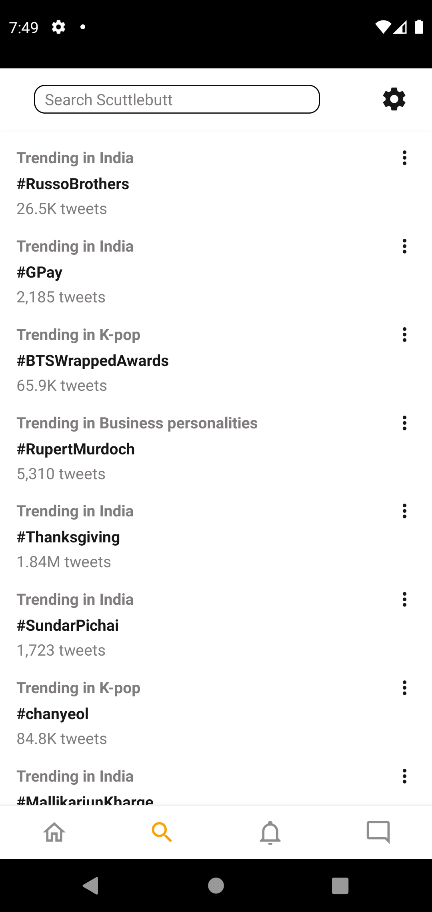 7:49
Search Scuttlebutt
Trending in India
#RussoBrothers
26.5K tweets
Trending in India
#GPay
2,185 tweets
Trending in K-pop
#BTSWrappedAwards
65.9K tweets
Trending in Business personalities
#RupertMurdoch
5,310 tweets
Trending in India
#Thanksgiving
1.84M tweets
Trending in India
#SundarPichai
1,723 tweets
Trending in K-pop
#chanyeol
84.8K tweets
Trending in India
#MallikarjunKharge